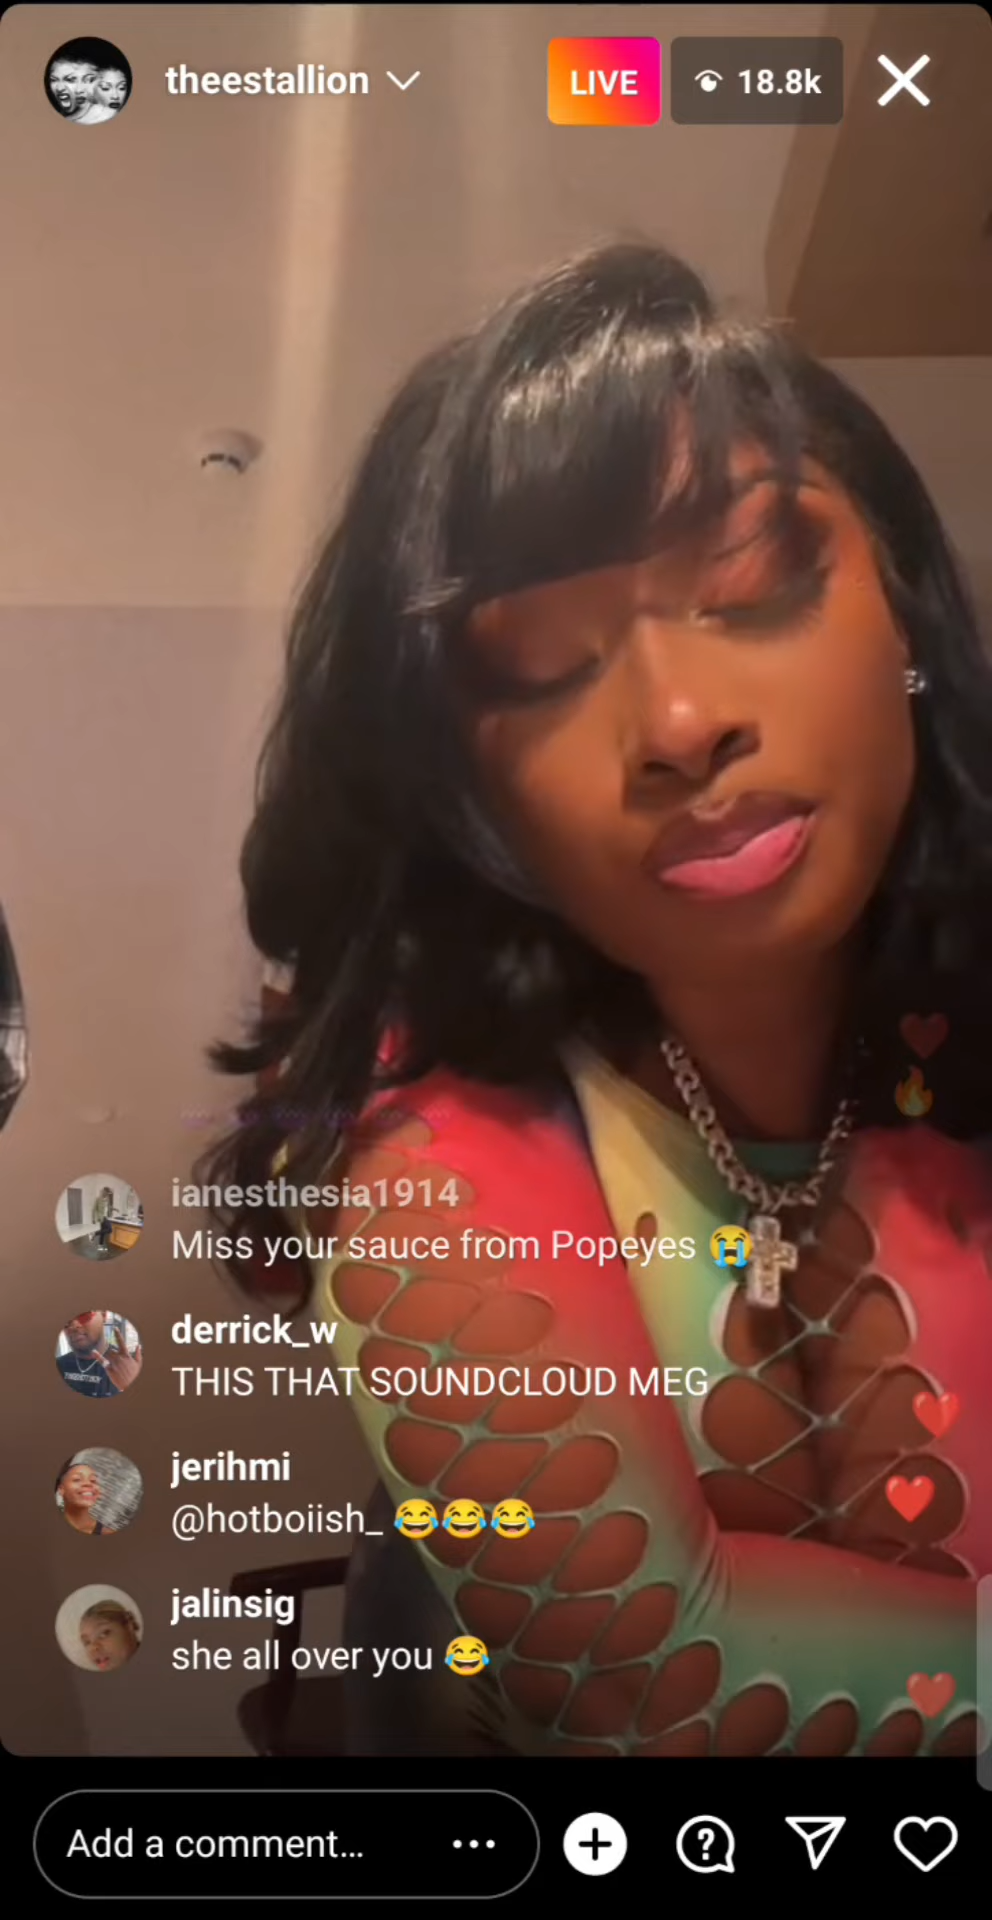 theestallion
LIVE
18.8k
ianesthesia1914
Miss your sauce from Popeyes 😭
derrick_w
THIS THAT SOUNDCLOUD MEG
jerihmi
@hotboiish_ 😂😂😂
jalinsig
she all over you 😂
Add a comment...